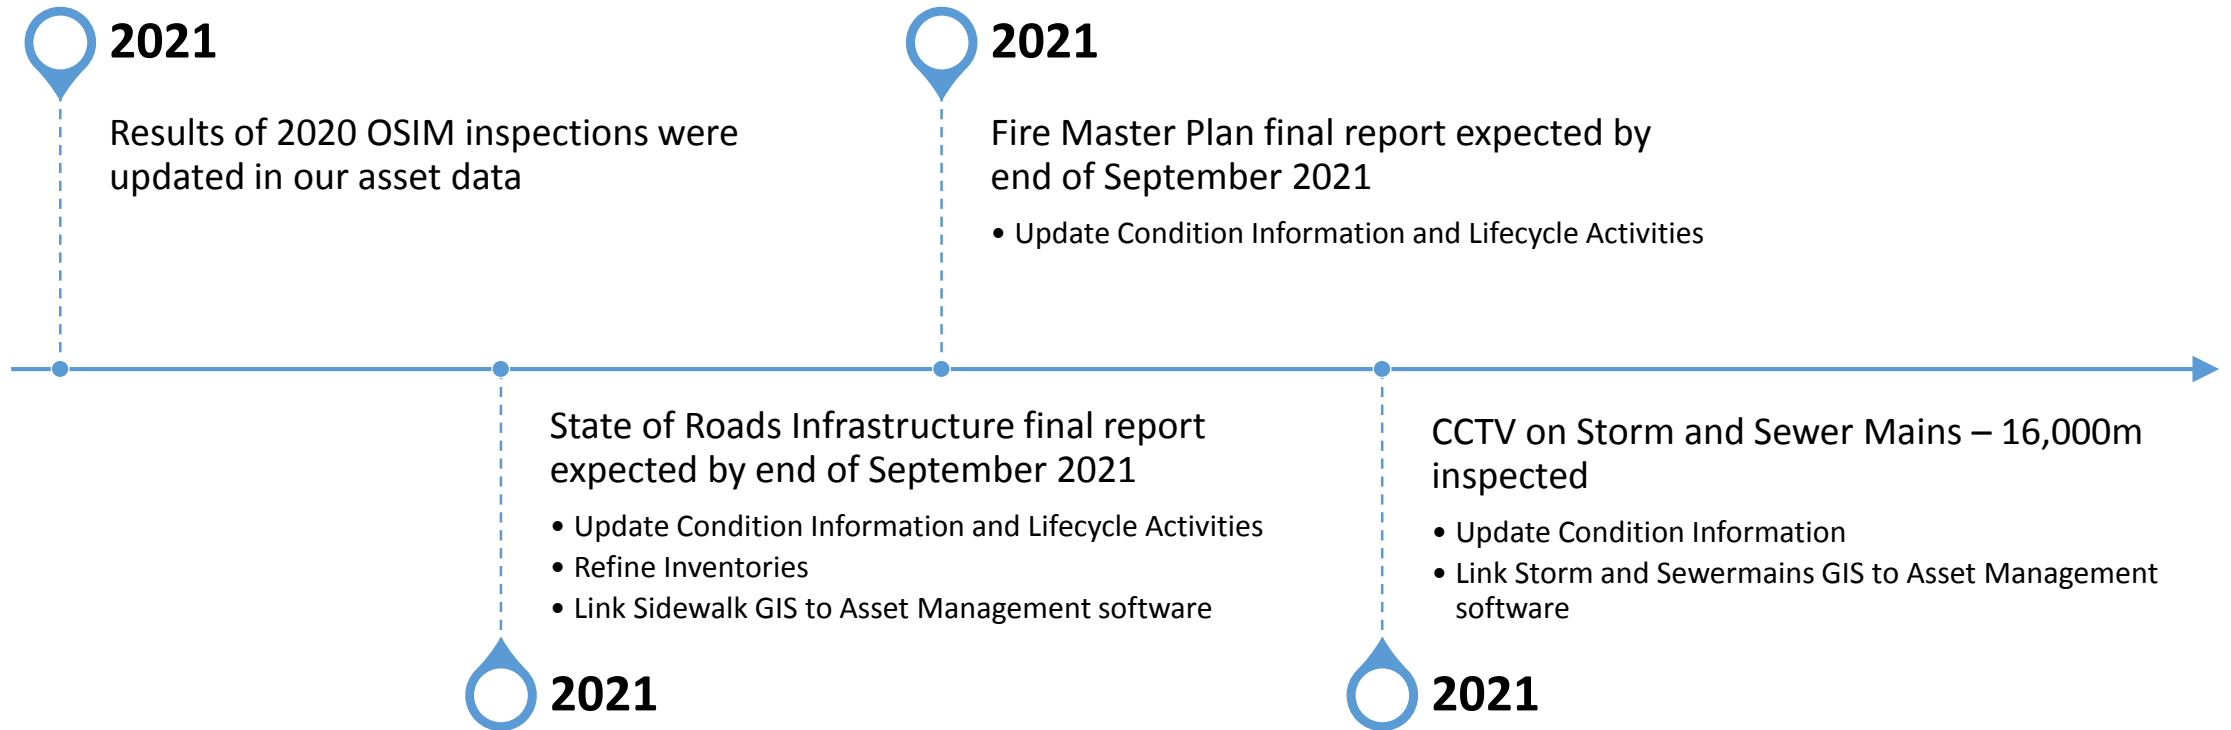 2021
Results of 2020 OSIM inspections were
updated in our asset data
2021
Fire Master Plan final report expected by
end of September 2021
• Update Condition Information and Lifecycle Activities
State of Roads Infrastructure final report
expected by end of September 2021
• Update Condition Information and Lifecycle Activities
• Refine Inventories
• Link Sidewalk GIS to Asset Management software
2021
CCTV on Storm and Sewer Mains – 16,000m
inspected
• Update Condition Information
• Link Storm and Sewermains GIS to Asset Management
software
2021